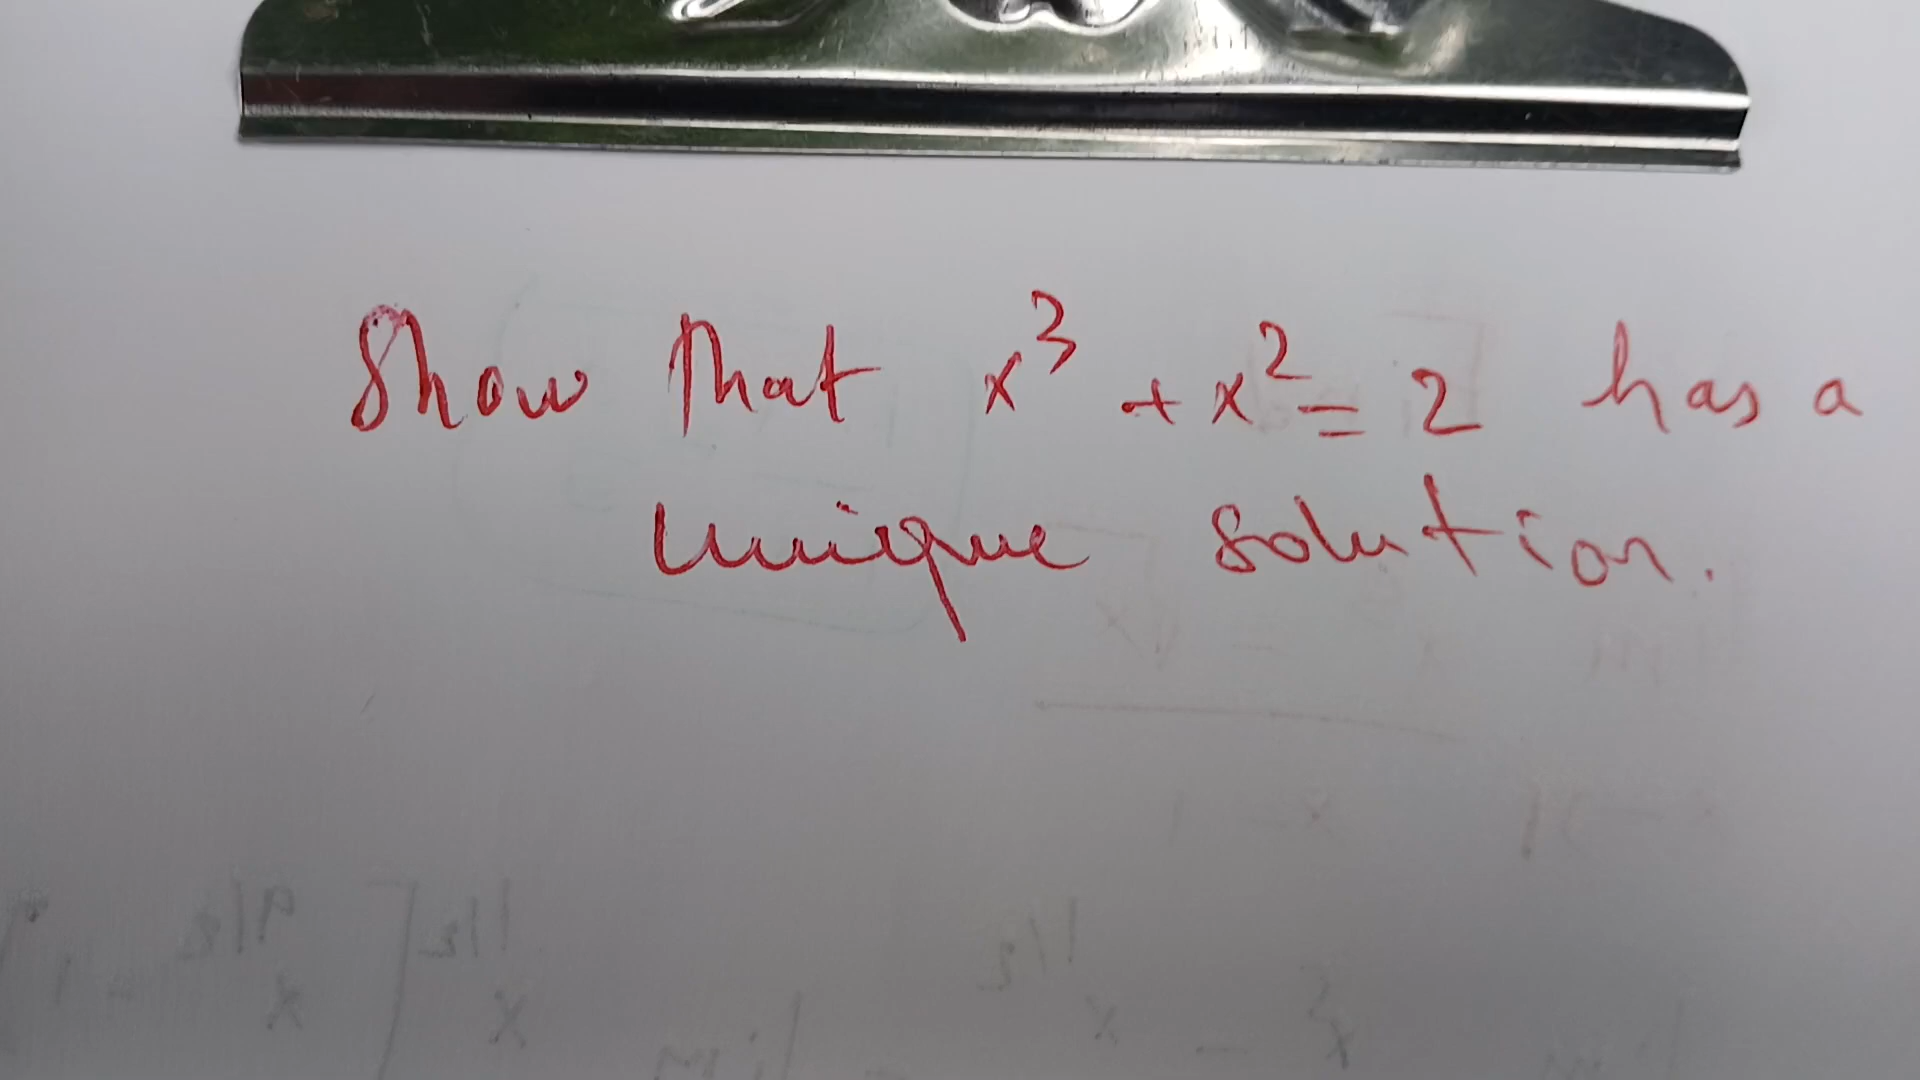 Show that x³ + x² = 2 has a
unique solution.